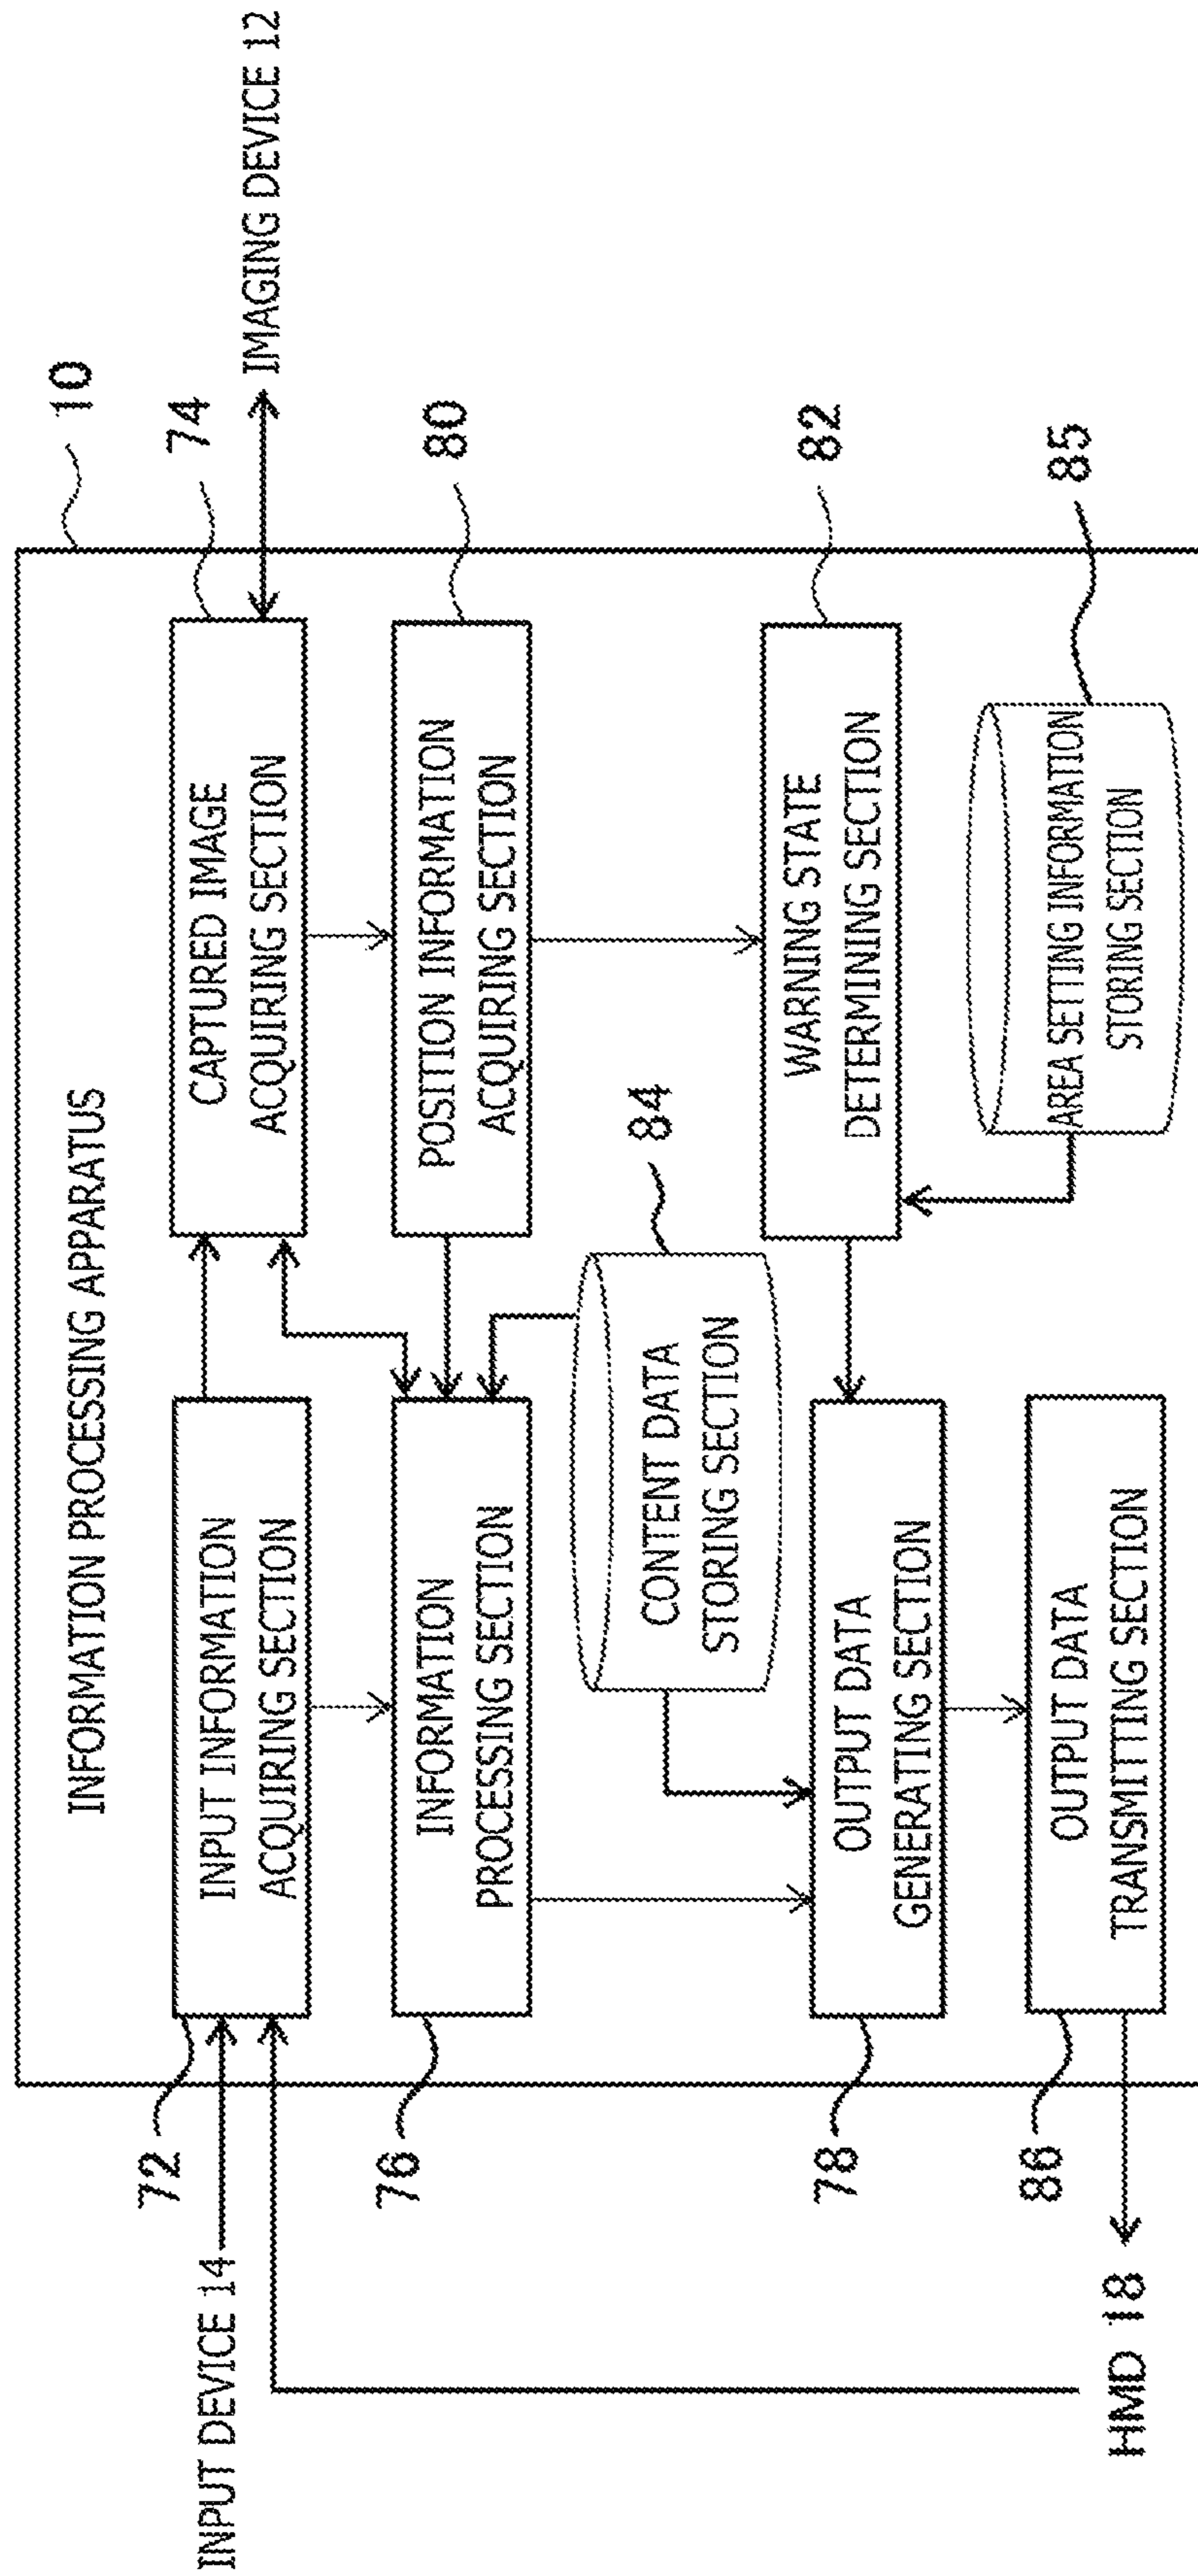 INFORMATION PROCESSING APPARATUS
10
INPUT DEVICE 14
72
INPUT INFORMATION
ACQUIRING SECTION
CAPTURED IMAGE
ACQUIRING SECTION
74
IMAGING DEVICE 12
76
INFORMATION
PROCESSING SECTION
POSITION INFORMATION
ACQUIRING SECTION
80
CONTENT DATA
STORING SECTION
84
WARNING STATE
DETERMINING SECTION
82
78
OUTPUT DATA
GENERATING SECTION
AREA SETTING INFORMATION
STORING SECTION
85
86
OUTPUT DATA
TRANSMITTING SECTION
HMD 18